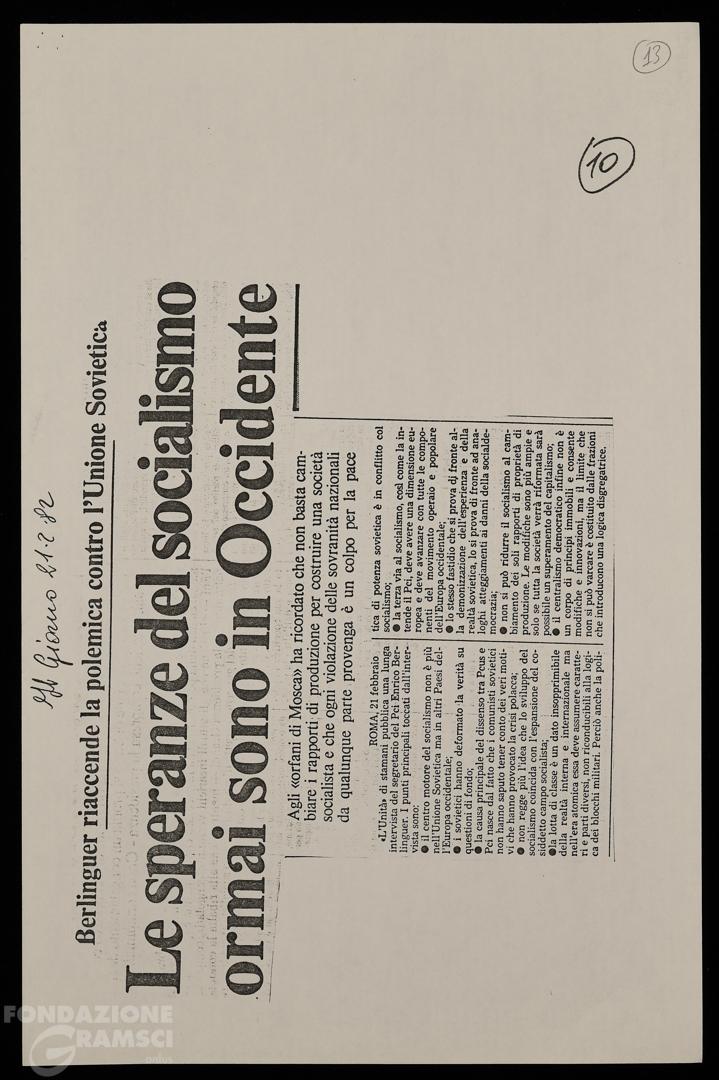 13
10
Il Giorno 21.2.82
Berlinguer riaccende la polemica contro l'Unione Sovietica
Le speranze del socialismo
ormai sono in Occidente
Agli «orfani di Mosca» ha ricordato che non basta cam-
biare i rapporti di produzione per costruire una società
socialista e che ogni violazione delle sovranità nazionali
da qualunque parte provenga è un colpo per la pace
ROMA, 21 febbraio
«L'Unità» di stamani pubblica una lunga
intervista del segretario del Pci Enrico Ber-
linguer. I punti principali toccati dall'inter-
vista sono:
● il centro motore del socialismo non è più
nell'Unione Sovietica ma in altri Paesi del-
l'Europa occidentale;
● i sovietici hanno deformato la verità su
questioni di fondo;
● la causa principale del dissenso tra Pcus e
Pci nasce dal fatto che i comunisti sovietici
non hanno saputo tener conto dei veri moti-
vi che hanno provocato la crisi polacca;
● non regge più l'idea che lo sviluppo del
socialismo coincida con l'espansione del co-
siddetto campo socialista;
● la lotta di classe è un dato insopprimibile
della realtà interna e internazionale ma
nell'era atomica essa deve assumere caratte-
ri e parti diversi, non riconducibili alla logi-
ca dei blocchi militari. Perciò anche la poli-
tica di potenza sovietica è in conflitto col
socialismo;
● la terza via al socialismo, così come la in-
tende il Pci, deve avere una dimensione eu-
ropea e deve avanzare con tutte le compo-
nenti del movimento operaio e popolare
dell'Europa occidentale;
● lo stesso fastidio che si prova di fronte al-
la demonizzazione dell'esperienza e della
realtà sovietica, lo si prova di fronte ad ana-
loghi atteggiamenti ai danni della socialde-
mocrazia;
● non si può ridurre il socialismo al cam-
biamento dei soli rapporti di proprietà di
produzione. Le modifiche sono più ampie e
solo se tutta la società verrà riformata sarà
possibile un superamento del capitalismo;
● il centralismo democratico infine non è
un corpo di principi immobili e consente
modifiche e innovazioni, ma il limite che
non si può varcare è costituito dalle frazioni
che introducono una logica disgregatrice.
FONDAZIONE
GRAMSCI
onlus